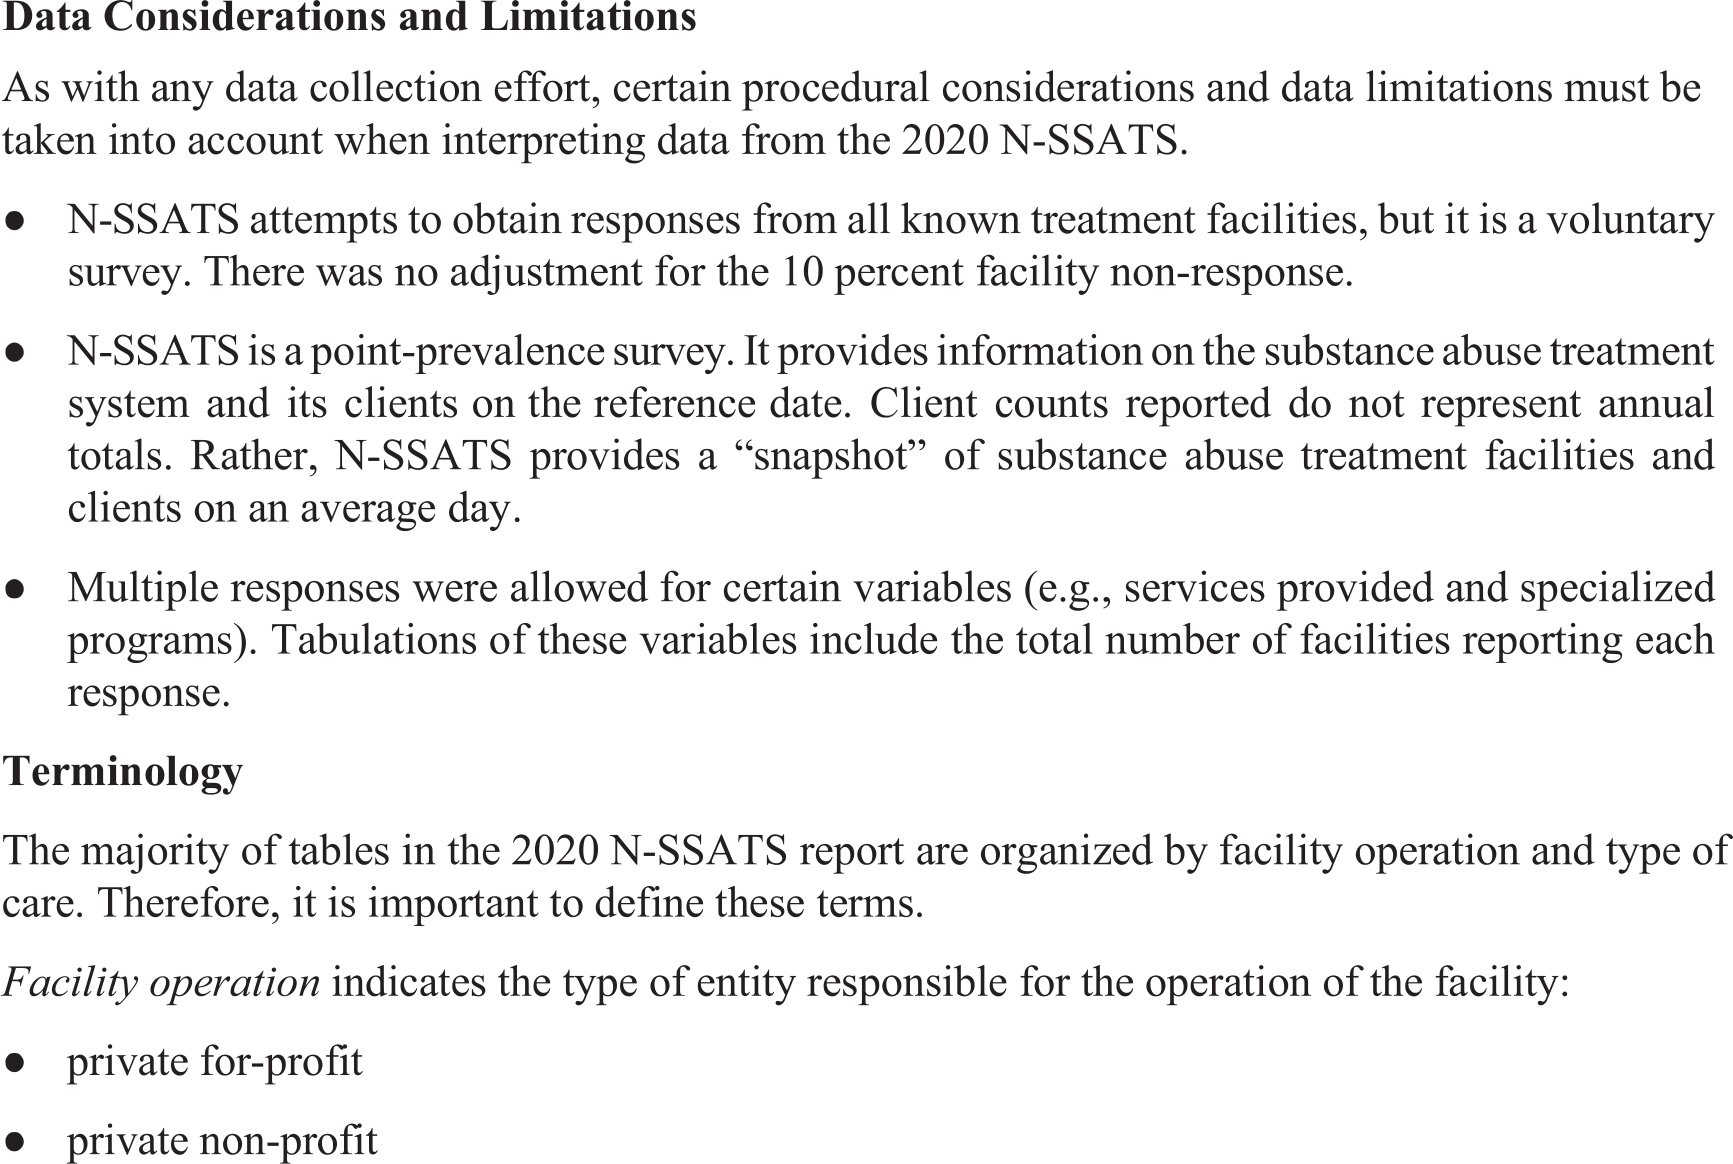 Data Considerations and Limitations
As with any data collection effort, certain procedural considerations and data limitations must be
taken into account when interpreting data from the 2020 N-SSATS.
● N-SSATS attempts to obtain responses from all known treatment facilities, but it is a voluntary
survey. There was no adjustment for the 10 percent facility non-response.
● N-SSATS is a point-prevalence survey. It provides information on the substance abuse treatment
system and its clients on the reference date. Client counts reported do not represent annual
totals. Rather, N-SSATS provides a “snapshot” of substance abuse treatment facilities and
clients on an average day.
● Multiple responses were allowed for certain variables (e.g., services provided and specialized
programs). Tabulations of these variables include the total number of facilities reporting each
response.
Terminology
The majority of tables in the 2020 N-SSATS report are organized by facility operation and type of
care. Therefore, it is important to define these terms.
Facility operation indicates the type of entity responsible for the operation of the facility:
● private for-profit
● private non-profit